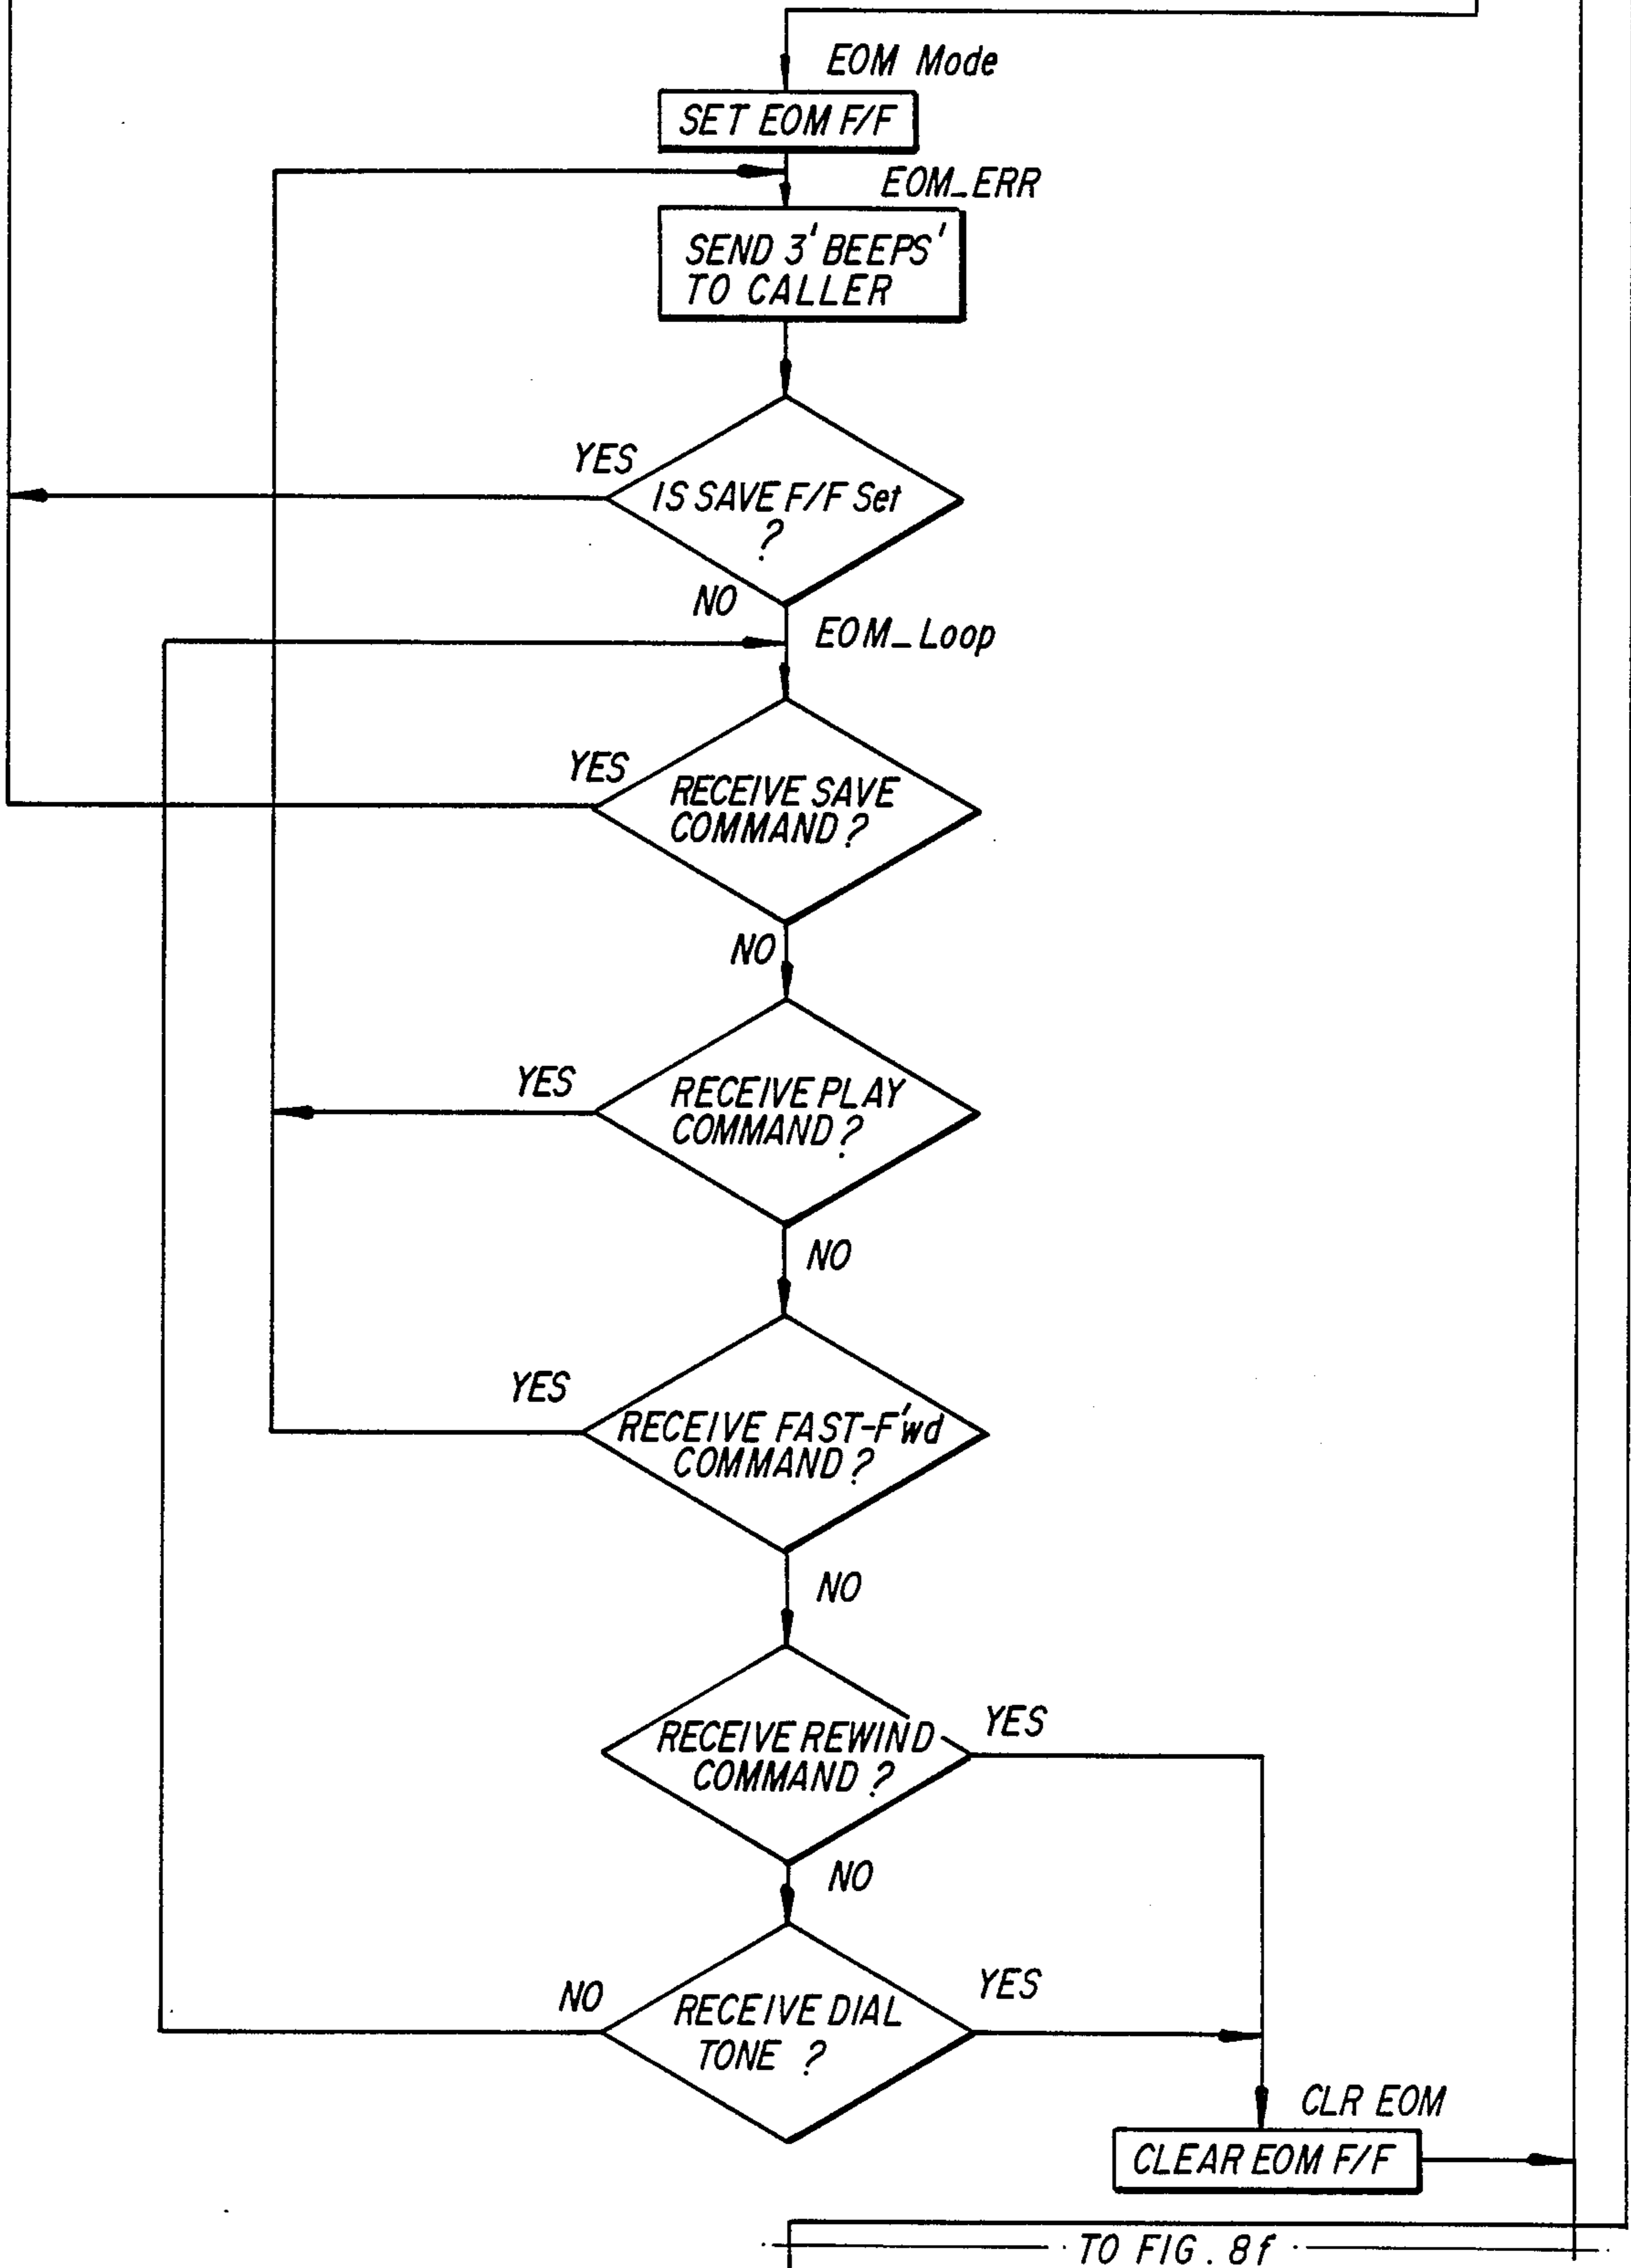 EOM Mode
SET EOM F/F
EOM_ERR
SEND 3 'BEEPS'
TO CALLER
YES
IS SAVE F/F Set
?
NO
EOM_Loop
YES
RECEIVE SAVE
COMMAND ?
NO
YES
RECEIVE PLAY
COMMAND ?
NO
YES
RECEIVE FAST-F'wd
COMMAND ?
NO
RECEIVE REWIND
COMMAND ?
YES
NO
NO
RECEIVE DIAL
TONE ?
YES
CLR EOM
CLEAR EOM F/F
TO FIG. 8f